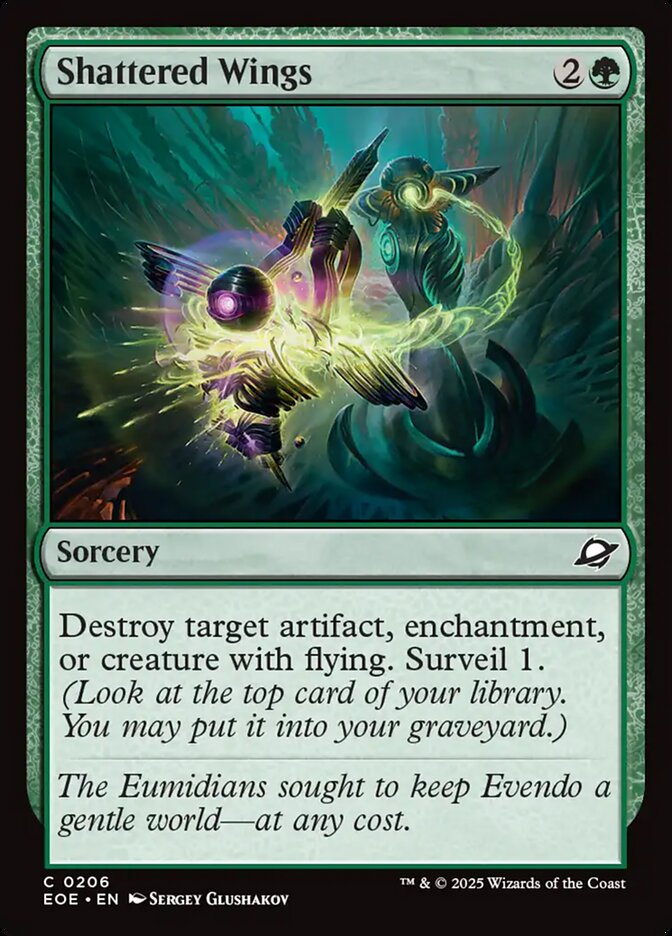 Shattered Wings 2
Sorcery
Destroy target artifact, enchantment,
or creature with flying. Surveil 1.
(Look at the top card of your library.
You may put it into your graveyard.)
The Eumidians sought to keep Evendo a
gentle world—at any cost.
C 0206
EOE • EN Sergey Glushakov
™ & © 2025 Wizards of the Coast